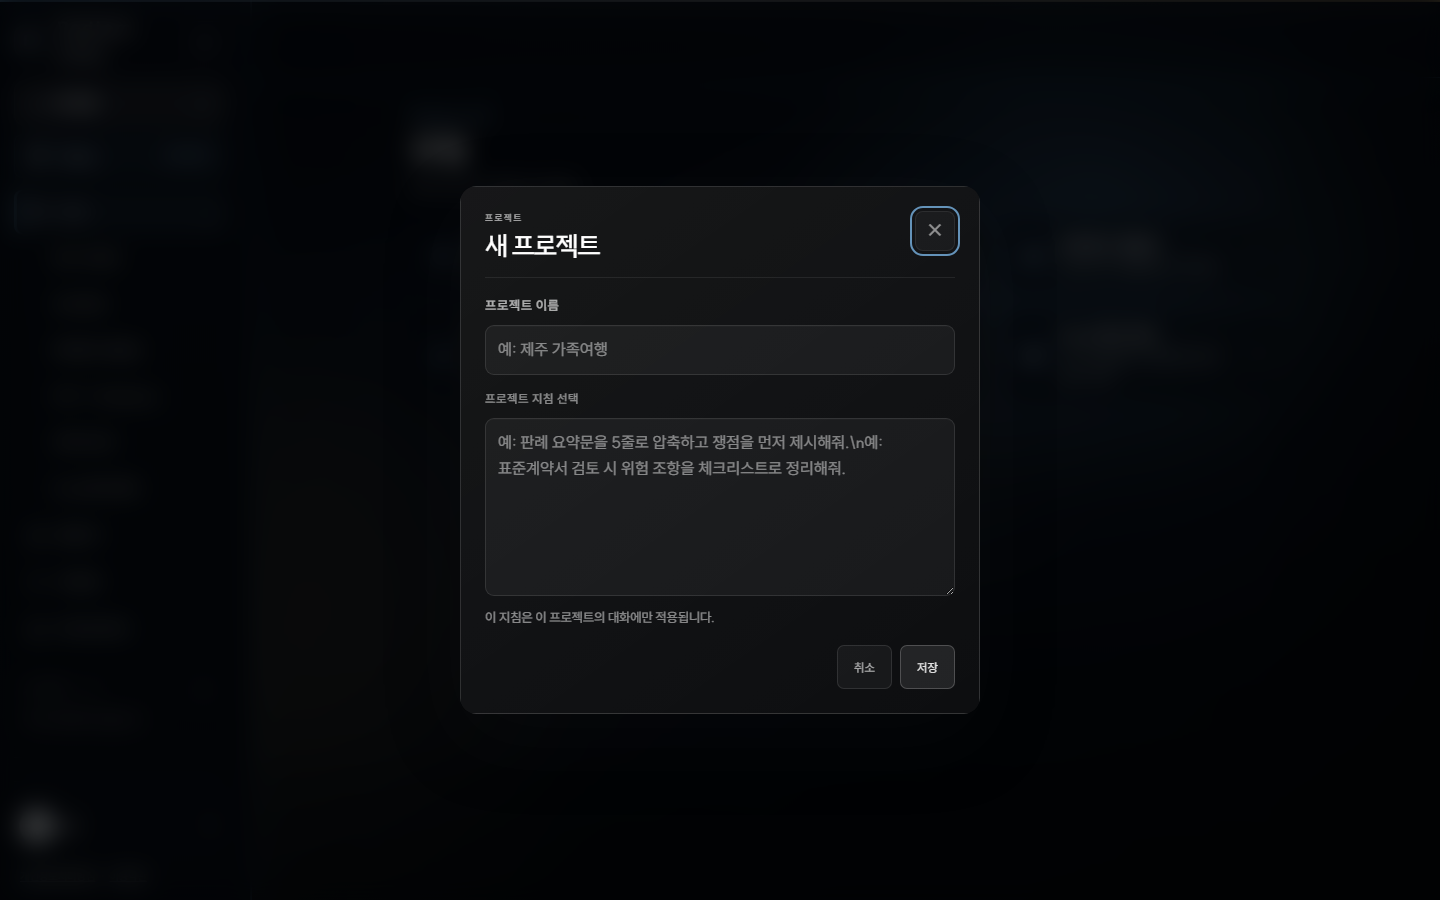 프로젝트
새 프로젝트
프로젝트 이름
예: 제주 가족여행
프로젝트 지침 선택
예: 판례 요약문을 5줄로 압축하고 쟁점을 먼저 제시해줘.\n예:
표준계약서 검토 시 위험 조항을 체크리스트로 정리해줘.
이 지침은 이 프로젝트의 대화에만 적용됩니다.
취소
저장